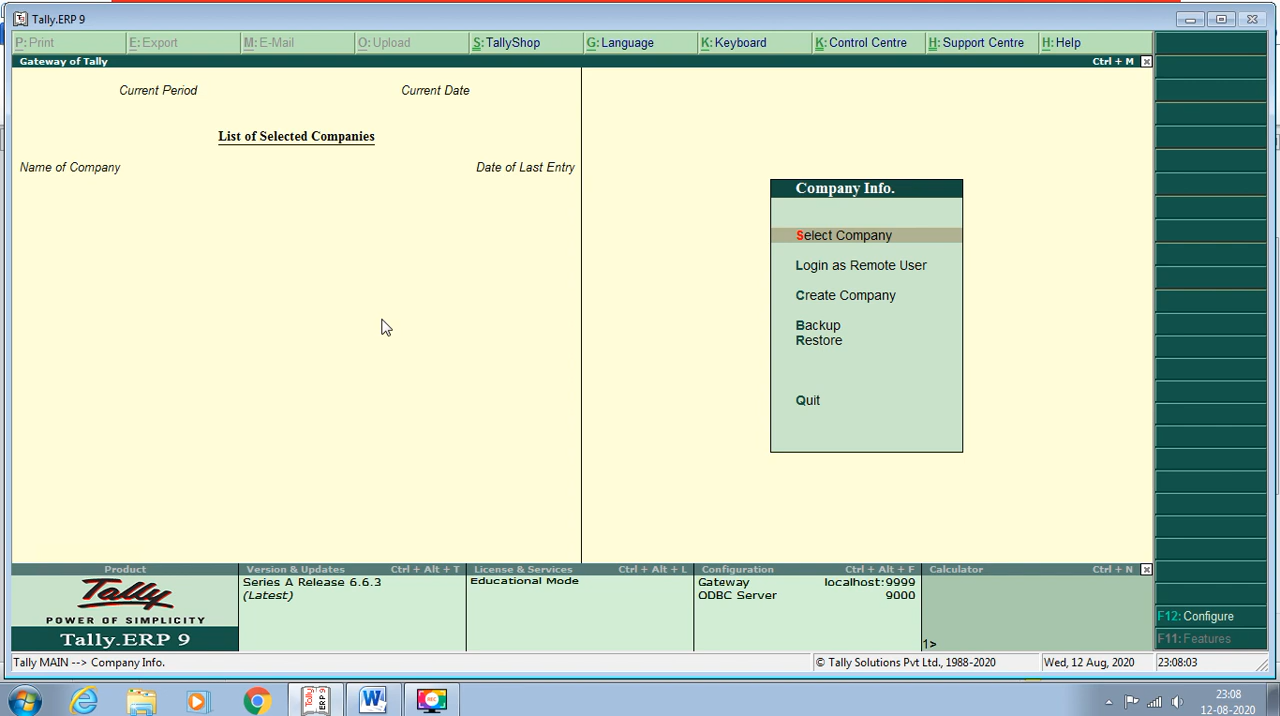 Tally.ERP 9
P: Print E: Export M: E-Mail O: Upload S: TallyShop G: Language K: Keyboard K: Control Centre H: Support Centre H: Help
Gateway of Tally Ctrl + M
Current Period Current Date
List of Selected Companies
Name of Company Date of Last Entry
Company Info.
Select Company
Login as Remote User
Create Company
Backup
Restore
Quit
Product Version & Updates Ctrl + Alt + T License & Services Ctrl + Alt + L Configuration Ctrl + Alt + F Calculator Ctrl + N
Series A Release 6.6.3 Educational Mode Gateway localhost:9999
(Latest) ODBC Server 9000
Tally
POWER OF SIMPLICITY
Tally.ERP 9
1>
F12: Configure
F11: Features
Tally MAIN --> Company Info. © Tally Solutions Pvt Ltd., 1988-2020 Wed, 12 Aug, 2020 23:08:03
23:08
12-08-2020